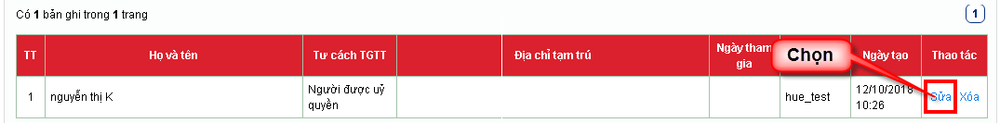 Có 1 bản ghi trong 1 trang
1
TT Họ và tên Tư cách TGTT Địa chỉ tạm trú Ngày tham gia Ngày tạo Thao tác
Chọn
1 nguyễn thị K Người được uỷ quyền hue_test 12/10/2018 10:26 Sửa Xóa